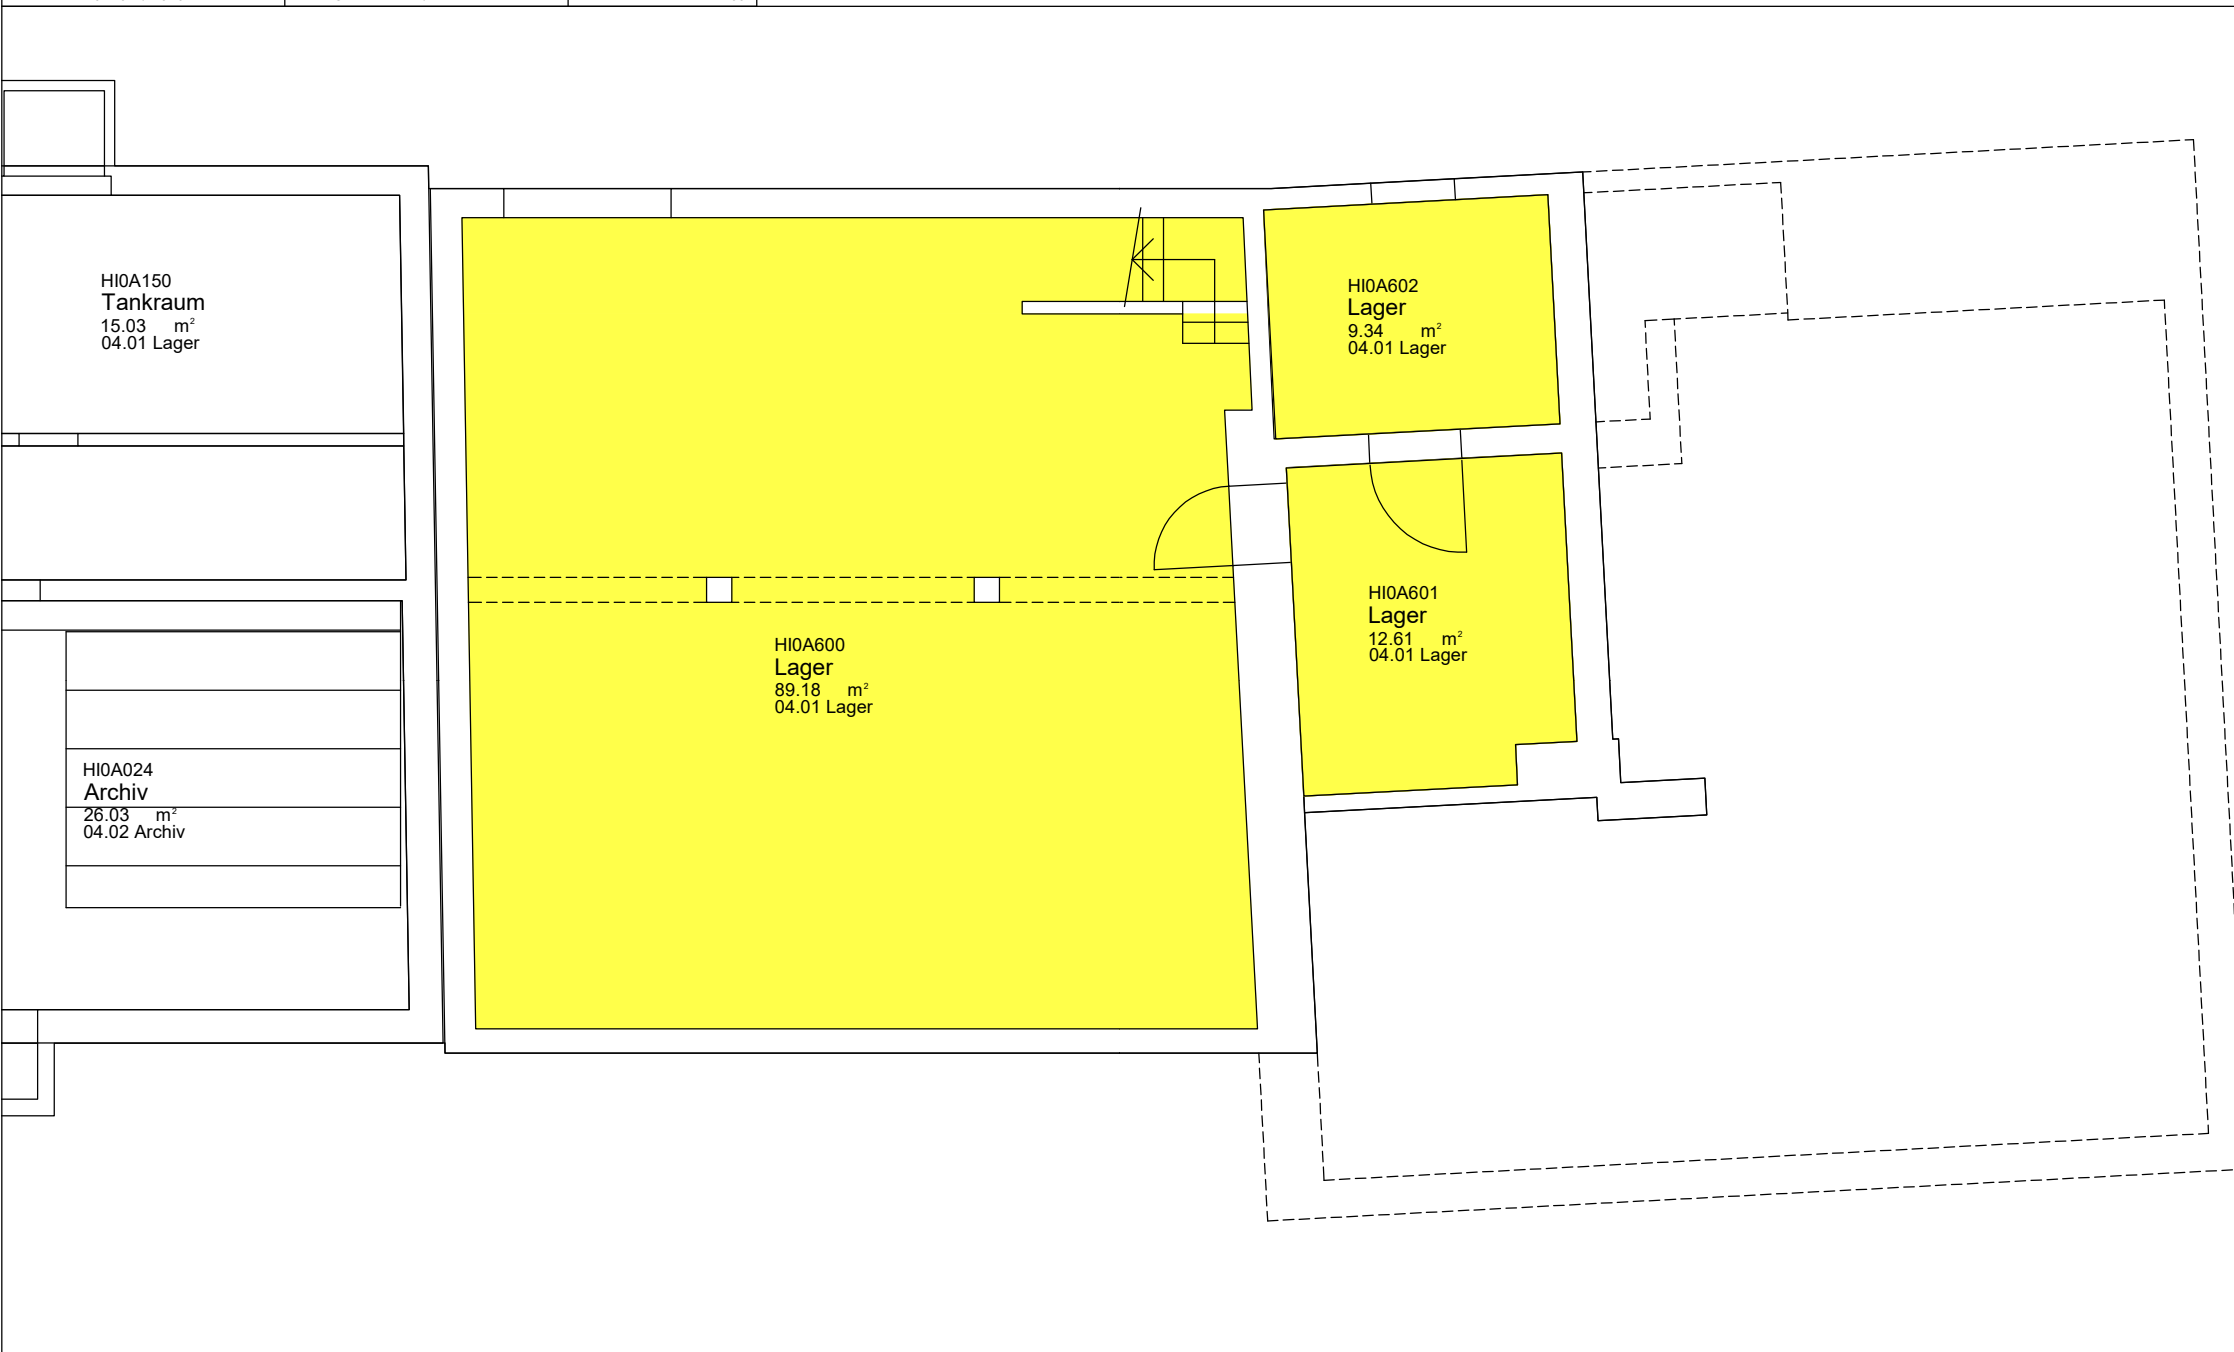 HI0A150
Tankraum
15.03 m²
04.01 Lager
HI0A602
Lager
9.34 m²
04.01 Lager
HI0A601
Lager
12.61 m²
04.01 Lager
HI0A600
Lager
89.18 m²
04.01 Lager
HI0A024
Archiv
26.03 m²
04.02 Archiv